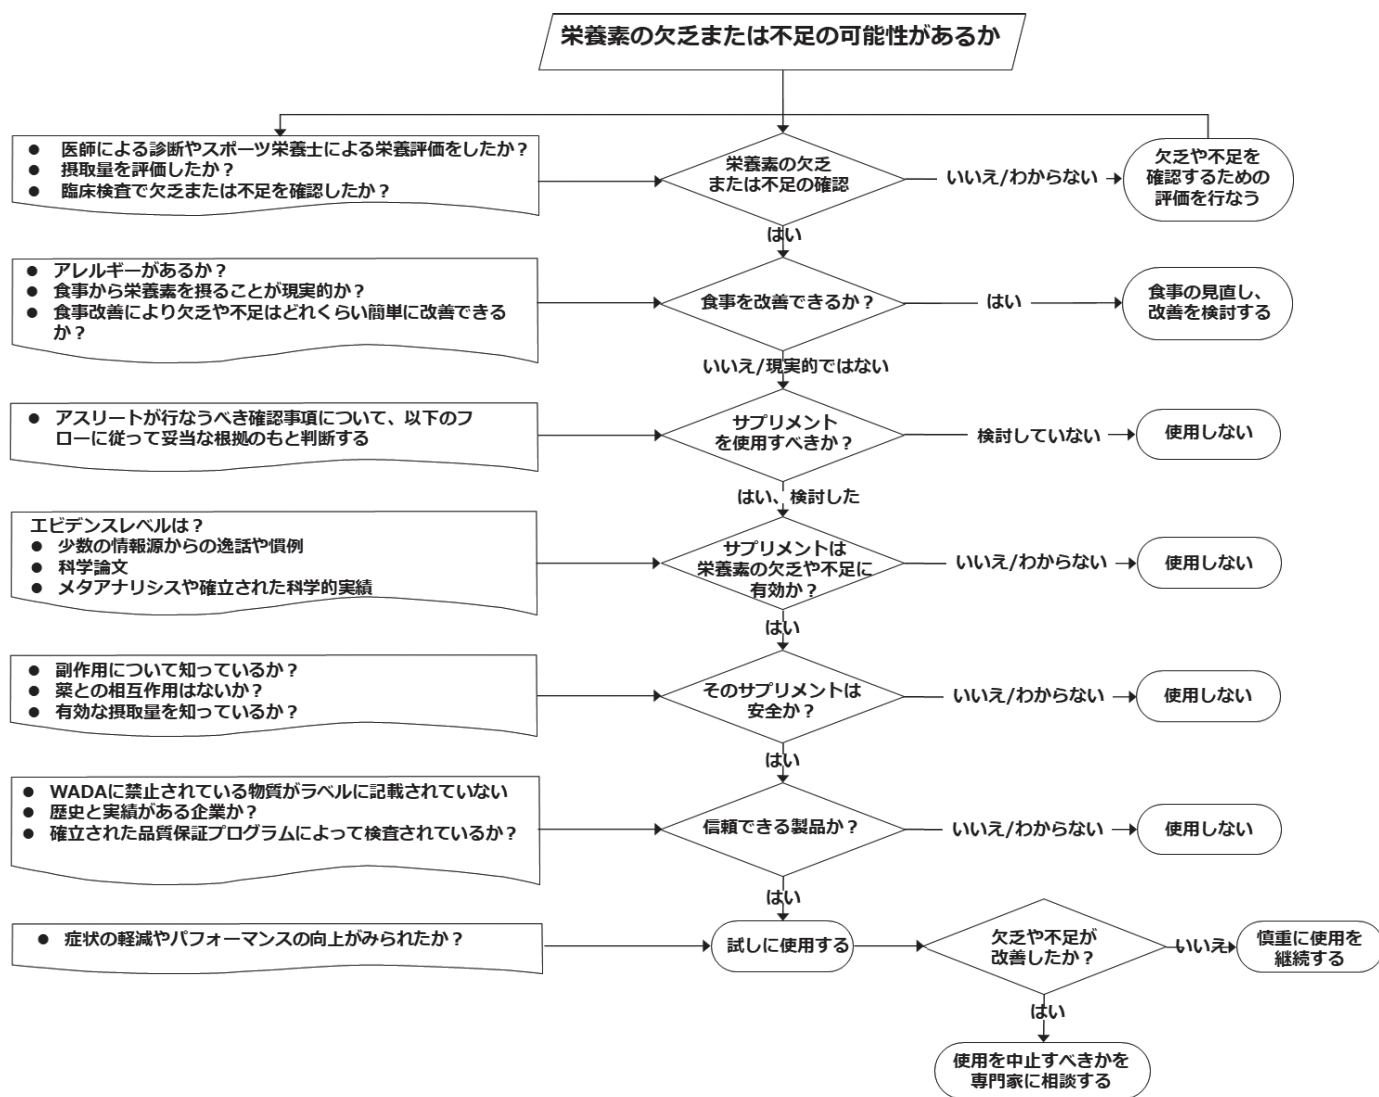 栄養素の欠乏または不足の可能性があるか
● 医師による診断やスポーツ栄養士による栄養評価をしたか？
● 摂取量を評価したか？
● 臨床検査で欠乏または不足を確認したか？
栄養素の欠乏
または不足の確認
いいえ/わからない
欠乏や不足を
確認するための
評価を行なう
はい
● アレルギーがあるか？
● 食事から栄養素を摂ることが現実的か？
● 食事改善により欠乏や不足はどれくらい簡単に改善できる
か？
食事を改善できるか？
はい
食事の見直し、
改善を検討する
いいえ/現実的ではない
● アスリートが行なうべき確認事項について、以下のフ
ローに従って妥当な根拠のもと判断する
サプリメント
を使用すべきか？
検討していない
使用しない
はい、検討した
エビデンスレベルは？
● 少数の情報源からの逸話や慣例
● 科学論文
● メタアナリシスや確立された科学的実績
サプリメントは
栄養素の欠乏や不足に
有効か？
いいえ/わからない
使用しない
はい
● 副作用について知っているか？
● 薬との相互作用はないか？
● 有効な摂取量を知っているか？
そのサプリメントは
安全か？
いいえ/わからない
使用しない
はい
● WADAに禁止されている物質がラベルに記載されていない
● 歴史と実績がある企業か？
● 確立された品質保証プログラムによって検査されているか？
信頼できる製品か？
いいえ/わからない
使用しない
はい
● 症状の軽減やパフォーマンスの向上がみられたか？
試しに使用する
欠乏や不足が
改善したか？
いいえ
慎重に使用を
継続する
はい
使用を中止すべきかを
専門家に相談する